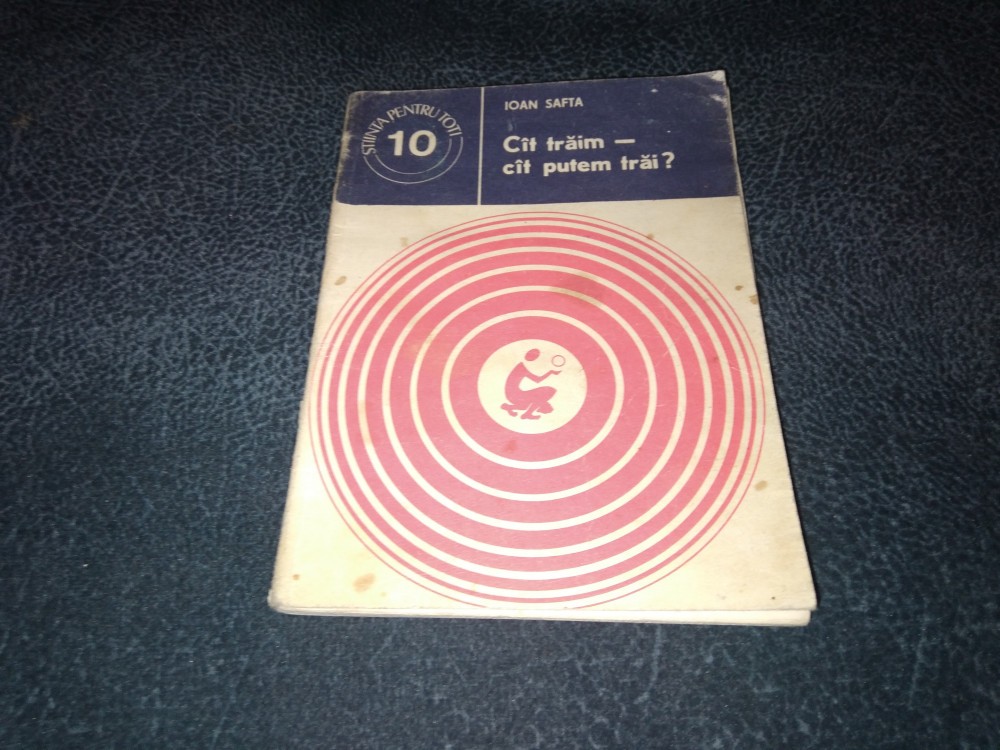 ȘTIINȚA PENTRU TOȚI
10
IOAN SAFTA
Cît trăim —
cît putem trăi?